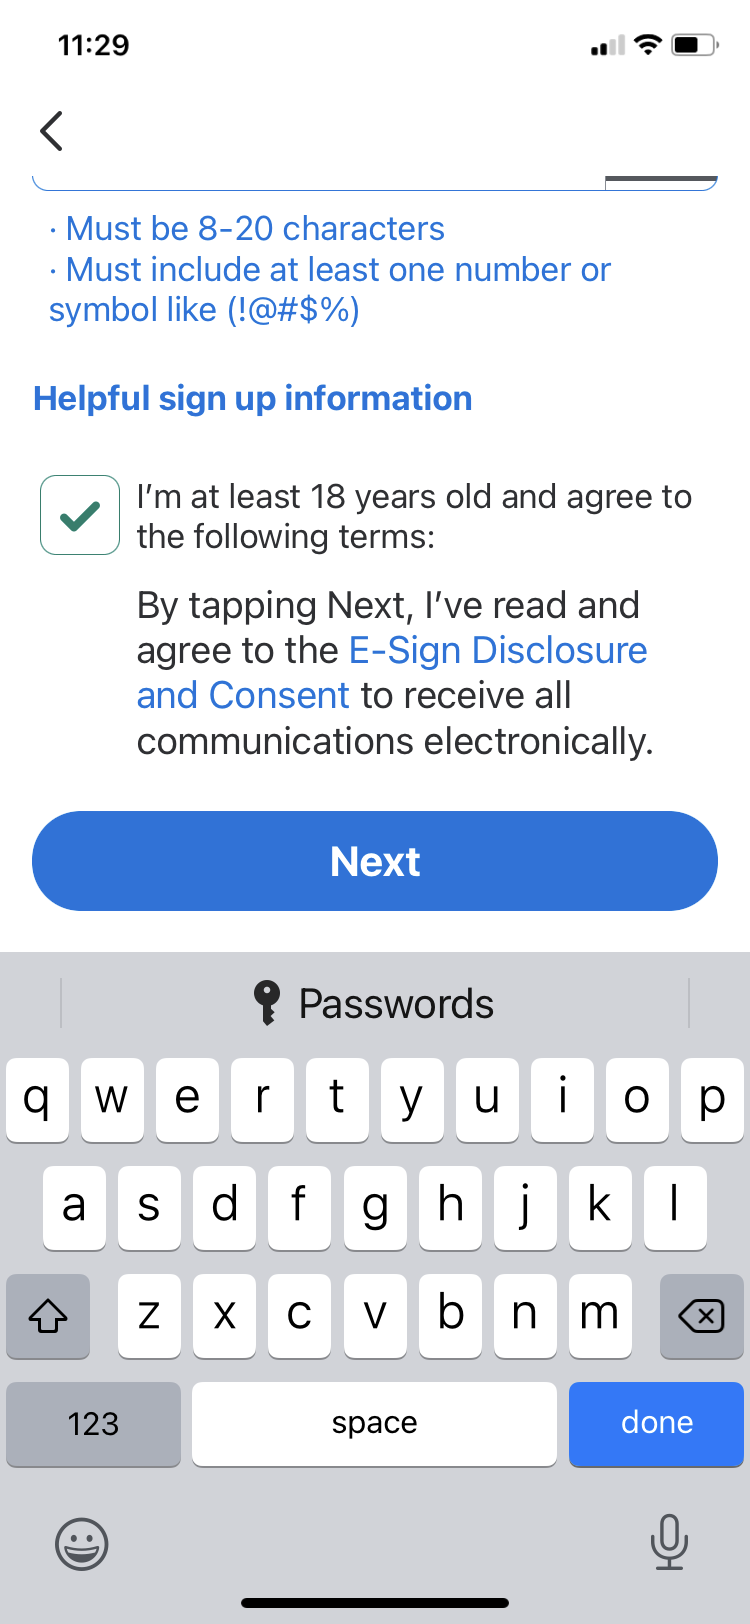 11:29
· Must be 8-20 characters
· Must include at least one number or
symbol like (!@#$%)
Helpful sign up information
I'm at least 18 years old and agree to
the following terms:
By tapping Next, I've read and
agree to the E-Sign Disclosure
and Consent to receive all
communications electronically.
Next
Passwords
q w e r t y u i o p
a s d f g h j k l
z x c v b n m
123 space done